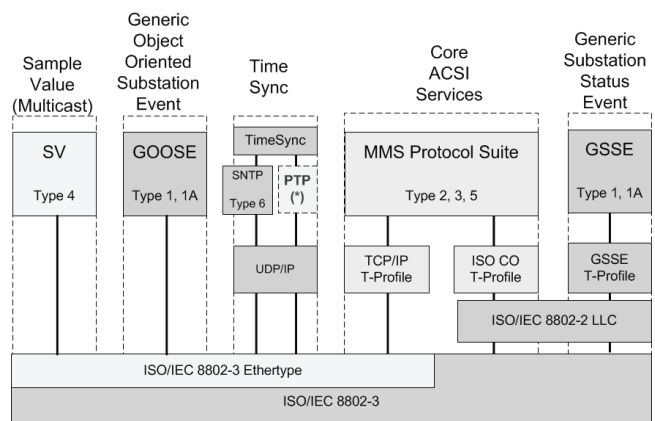 Sample
Value
(Multicast)
Generic
Object
Oriented
Substation
Event
Time
Sync
Core
ACSI
Services
Generic
Substation
Status
Event
SV
Type 4
GOOSE
Type 1, 1A
TimeSync
SNTP
Type 6
PTP
(*)
MMS Protocol Suite
Type 2, 3, 5
GSSE
Type 1, 1A
UDP/IP
TCP/IP
T-Profile
ISO CO
T-Profile
GSSE
T-Profile
ISO/IEC 8802-2 LLC
ISO/IEC 8802-3 Ethertype
ISO/IEC 8802-3